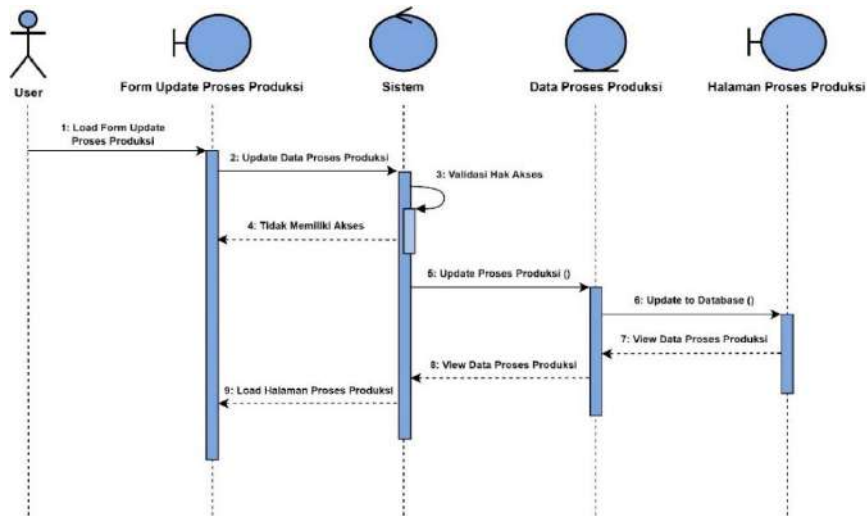 User
Form Update Proses Produksi
Sistem
Data Proses Produksi
Halaman Proses Produksi
1: Load Form Update
Proses Produksi
2: Update Data Proses Produksi
3: Validasi Hak Akses
4: Tidak Memiliki Akses
5: Update Proses Produksi ()
6: Update to Database ()
7: View Data Proses Produksi
8: View Data Proses Produksi
9: Load Halaman Proses Produksi